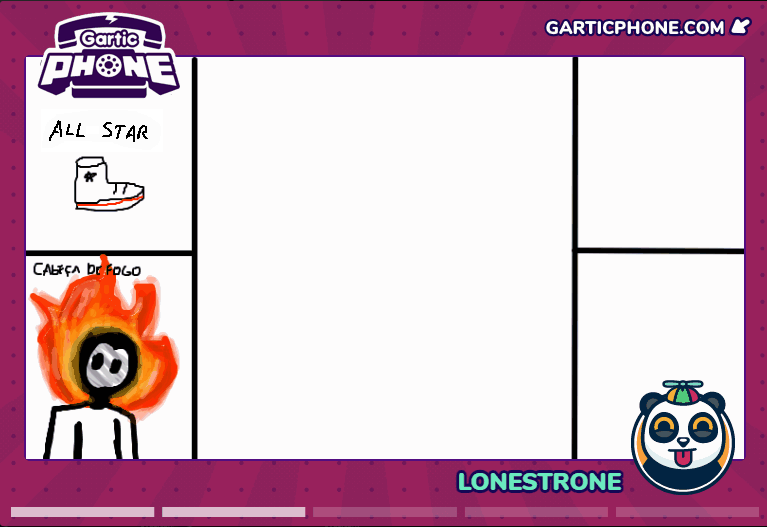 GARTICPHONE.COM
Gartic
PHONE
ALL STAR
CABEÇA DE FOGO
LONESTRONE